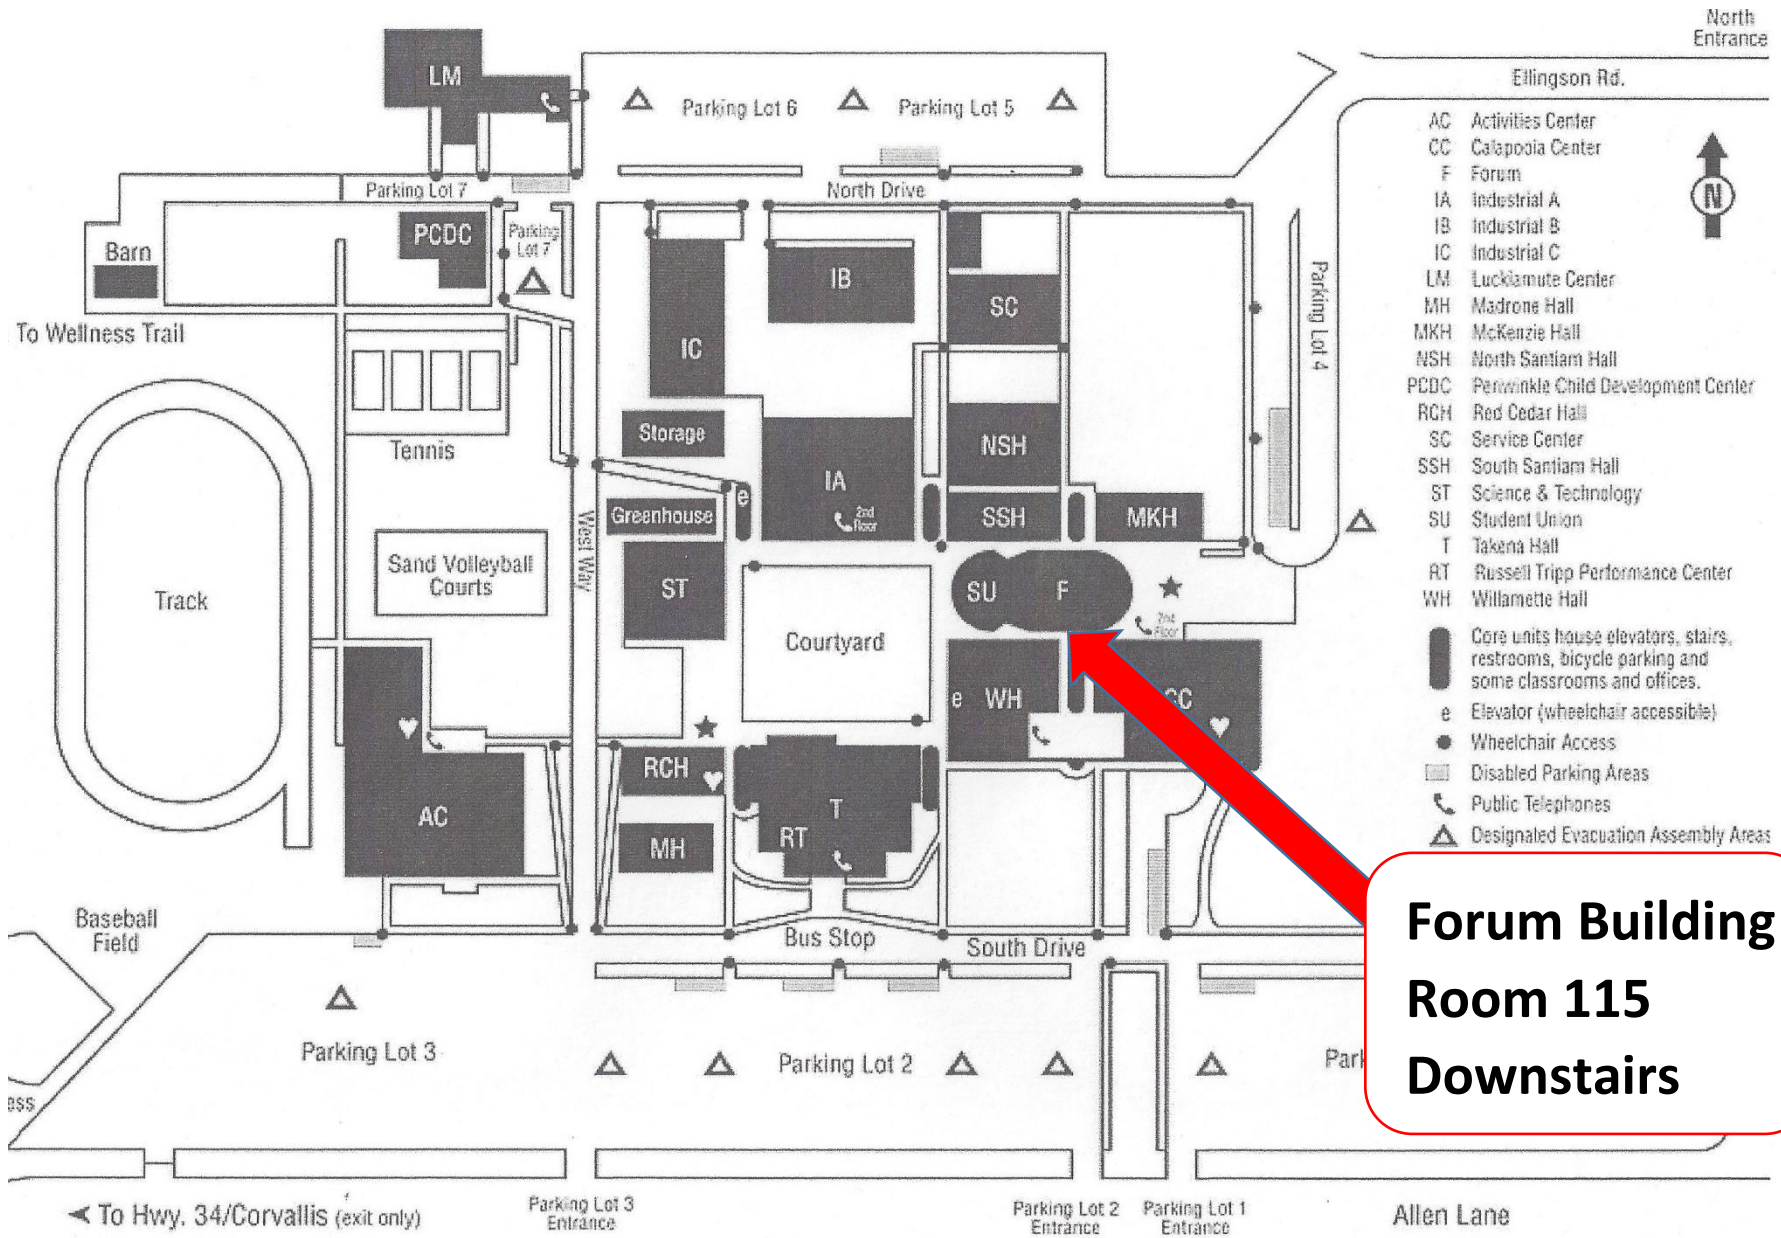 North
Entrance
Ellingson Rd.
LM
Parking Lot 6
Parking Lot 5
Parking Lot 7
North Drive
PCDC
Parking
Lot 7
Barn
To Wellness Trail
IB
SC
IC
Parking Lot 4
Storage
Tennis
NSH
IA
2nd
Floor
e
Greenhouse
SSH
MKH
West Way
Sand Volleyball
Courts
ST
SU
F
Track
Courtyard
2nd
Floor
e
WH
CC
RCH
AC
T
RT
MH
Baseball
Field
Bus Stop
South Drive
Parking Lot 3
Parking Lot 2
Park
ess
To Hwy. 34/Corvallis (exit only)
Parking Lot 3
Entrance
Parking Lot 2
Entrance
Parking Lot 1
Entrance
Allen Lane
AC Activities Center
CC Calapooia Center
F Forum
IA Industrial A
IB Industrial B
IC Industrial C
LM Luckiamute Center
MH Madrone Hall
MKH McKenzie Hall
NSH North Santiam Hall
PCDC Periwinkle Child Development Center
RCH Red Cedar Hall
SC Service Center
SSH South Santiam Hall
ST Science & Technology
SU Student Union
T Takena Hall
RT Russell Tripp Performance Center
WH Willamette Hall
N
Core units house elevators, stairs,
restrooms, bicycle parking and
some classrooms and offices.
e Elevator (wheelchair accessible)
Wheelchair Access
Disabled Parking Areas
Public Telephones
Designated Evacuation Assembly Areas
Forum Building
Room 115
Downstairs